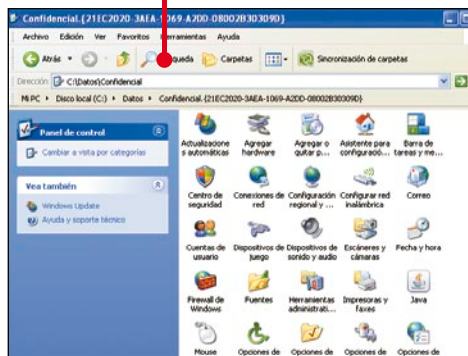 Confidencial.{21EC2020-3AEA-1069-A2DD-08002B30309D}
Archivo Edición Ver Favoritos Herramientas Ayuda
Atrás Búsqueda Carpetas Sincronización de carpetas
Dirección C:\Datos\Confidencial
Mi PC Disco local (C:) Datos Confidencial.{21EC2020-3AEA-1069-A2DD-08002B30309D}
Panel de control
Cambiar a vista por categorías
Vea también
Windows Update
Ayuda y soporte técnico
Actualizaciones automáticas
Agregar hardware
Agregar o quitar p...
Asistente para configuració...
Barra de tareas y me...
Centro de seguridad
Conexiones de red
Configuración regional y ...
Configurar red inalámbrica
Correo
Cuentas de usuario
Dispositivos de juego
Dispositivos de sonido y audio
Escáneres y cámaras
Fecha y hora
Firewall de Windows
Fuentes
Herramientas administrati...
Impresoras y faxes
Java
Mouse
Opciones de
Opciones de
Opciones de
Opciones de